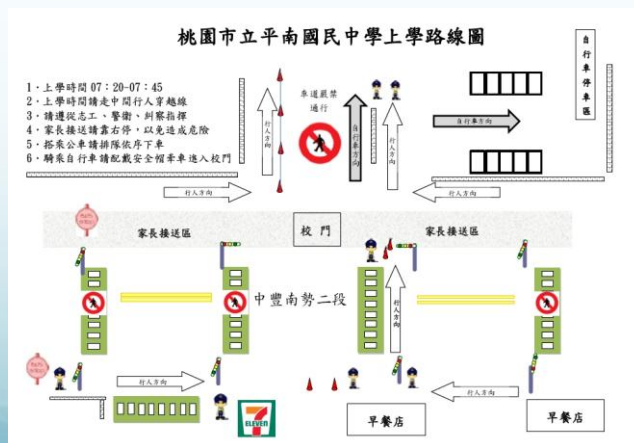 桃園市立平南國民中學上學路線圖
1．上學時間 07：20-07：45
2．上學時間請走中間行人穿越線
3．請遵從志工、警衛、糾察指揮
4．家長接送請靠右停，以免造成危險
5．搭乘公車請排隊依序下車
6．騎乘自行車請配戴安全帽牽車進入校門
行人方向
車道嚴禁
通行
自行車方向
行人方向
自行車方向
自行車停車區
行人方向
行人方向
家長接送區
校門
家長接送區
中豐南勢二段
行人方向
行人方向
行人方向
7
ELEVEN
早餐店
早餐店